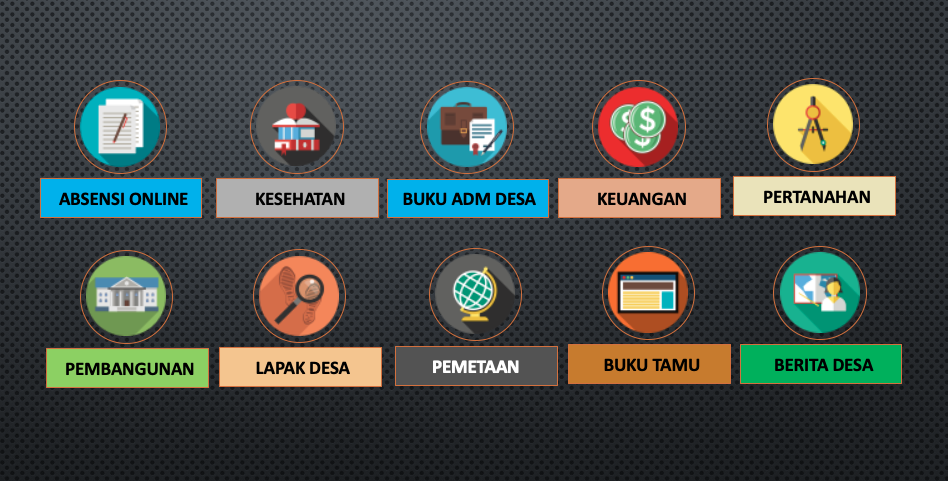 ABSENSI ONLINE
KESEHATAN
BUKU ADM DESA
KEUANGAN
PERTANAHAN
PEMBANGUNAN
LAPAK DESA
PEMETAAN
BUKU TAMU
BERITA DESA